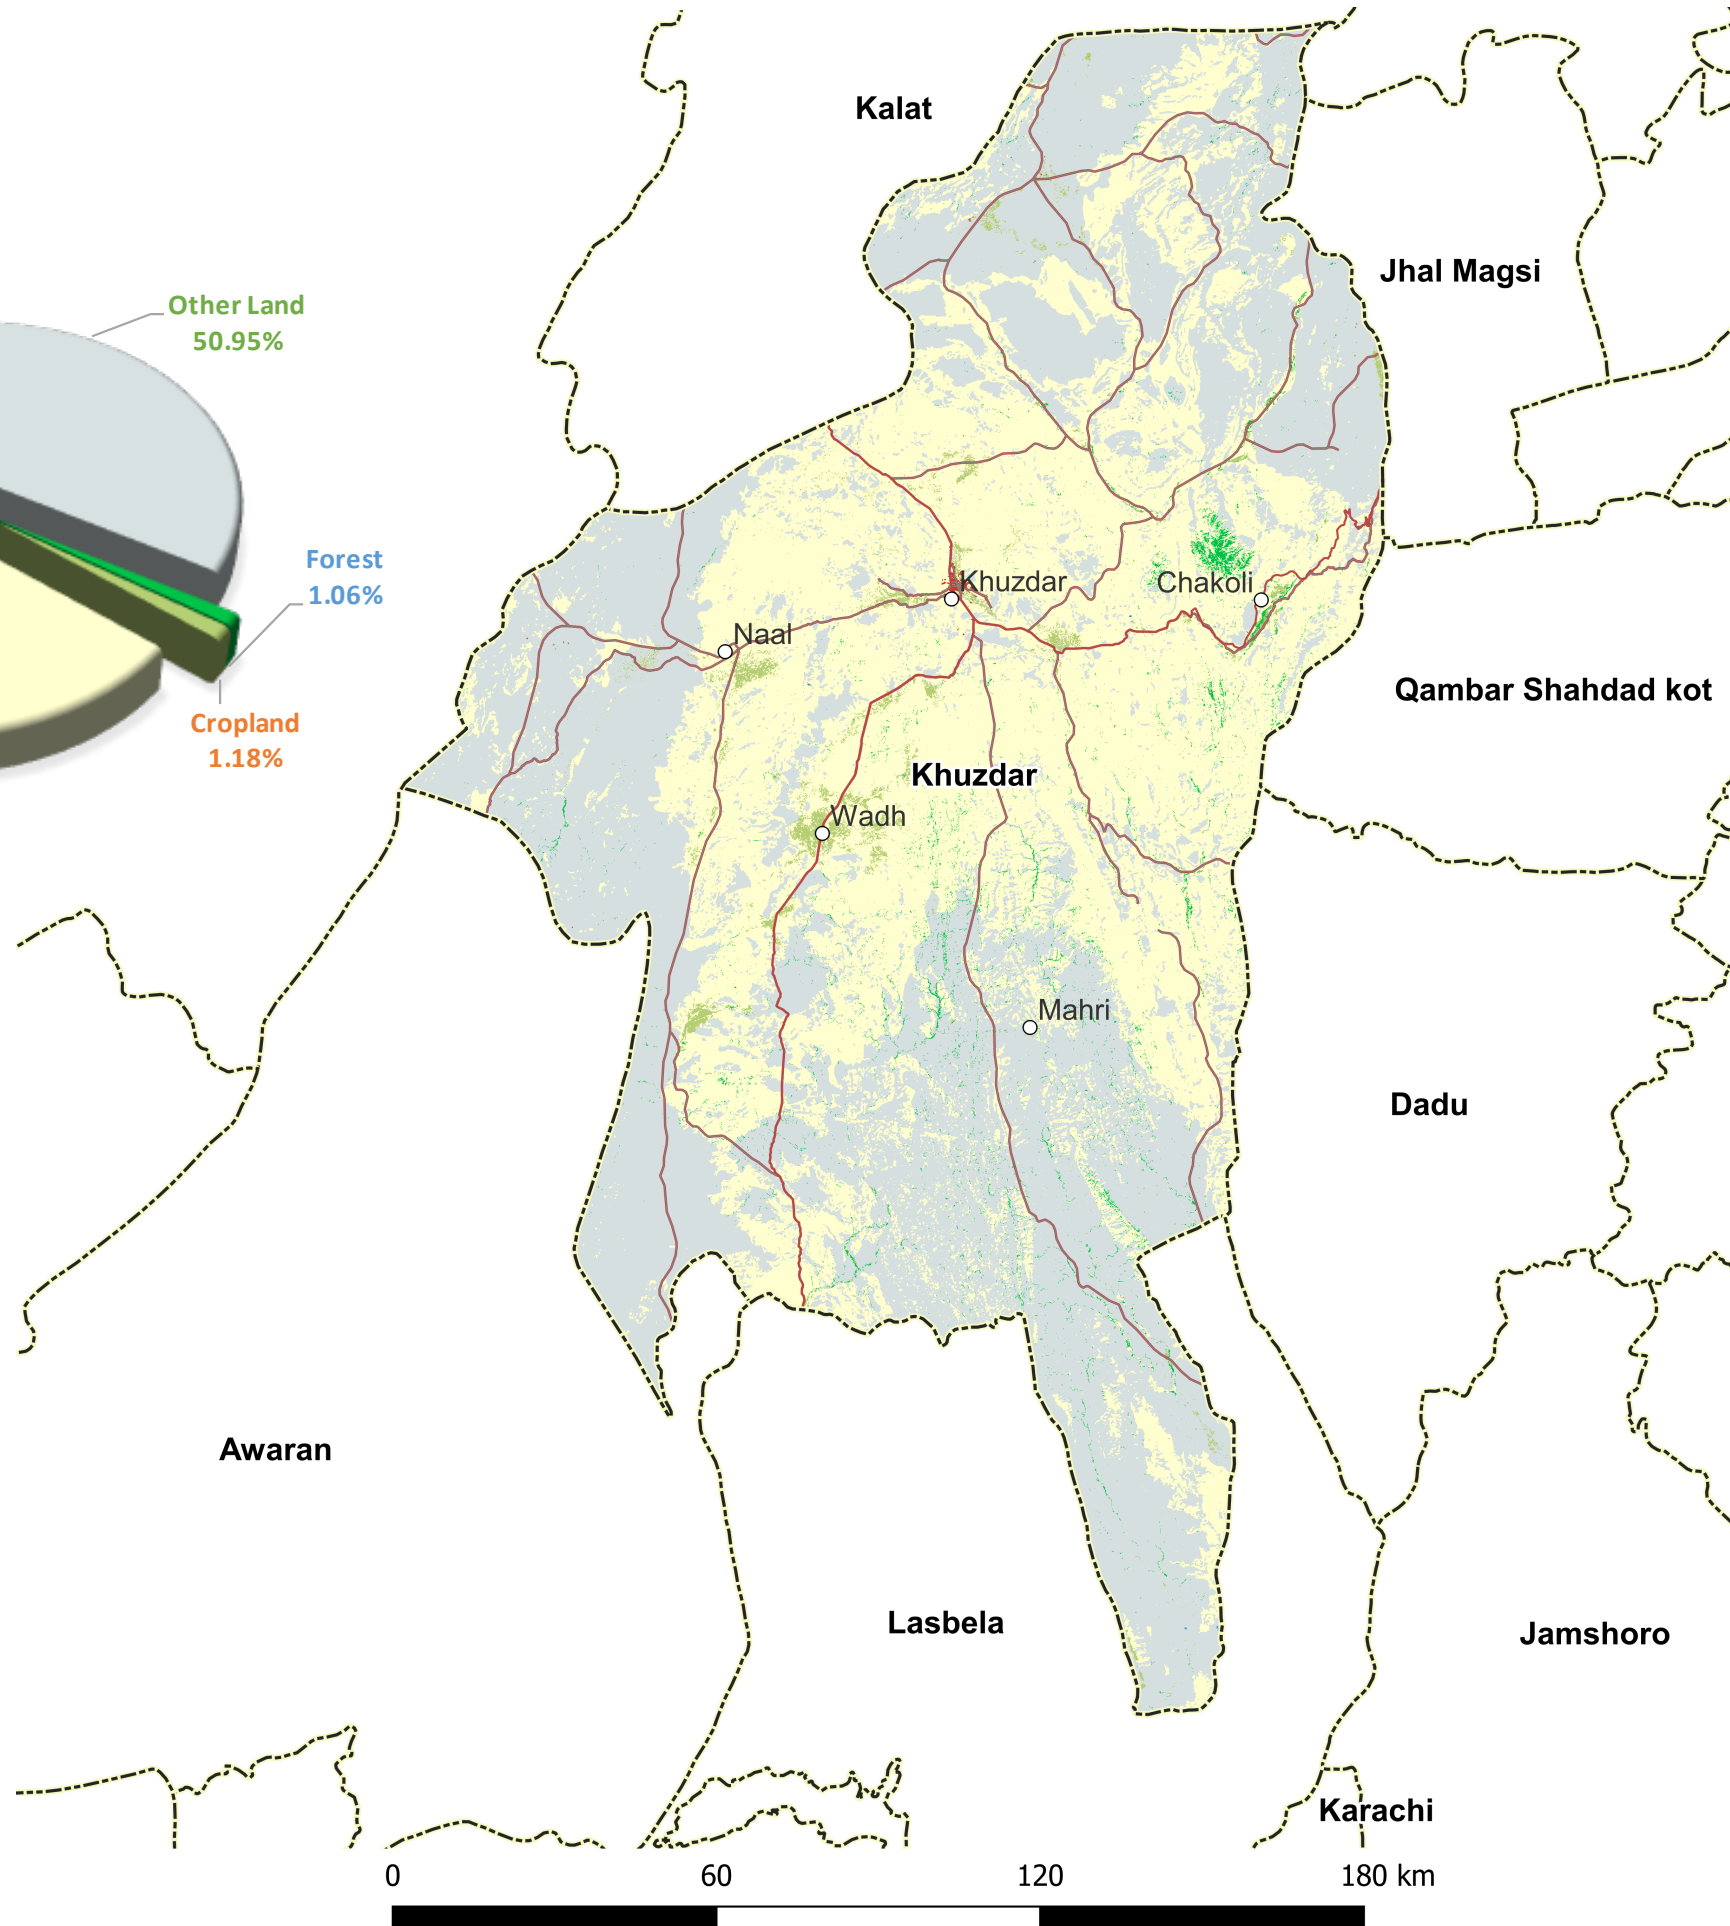 Kalat
Jhal Magsi
Other Land
50.95%
Forest
1.06%
Khuzdar
Chakoli
Naal
Qambar Shahdad kot
Cropland
1.18%
Khuzdar
Wadh
Mahri
Dadu
Awaran
Lasbela
Jamshoro
Karachi
0 60 120 180 km